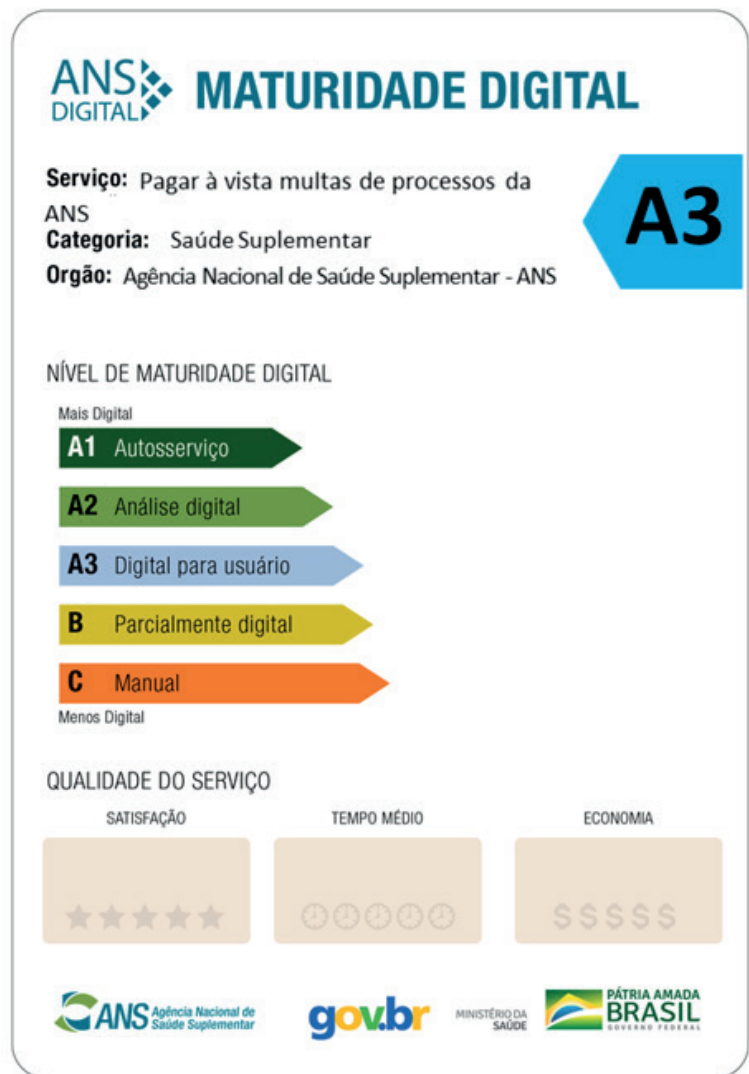 ANS
DIGITAL
MATURIDADE DIGITAL
Serviço: Pagar à vista multas de processos da
ANS
Categoria: Saúde Suplementar
Orgão: Agência Nacional de Saúde Suplementar - ANS
A3
NÍVEL DE MATURIDADE DIGITAL
Mais Digital
A1 Autosserviço
A2 Análise digital
A3 Digital para usuário
B Parcialmente digital
C Manual
Menos Digital
QUALIDADE DO SERVIÇO
SATISFAÇÃO TEMPO MÉDIO ECONOMIA
$$$$$
ANS Agência Nacional de
Saúde Suplementar
gov.br
MINISTÉRIO DA
SAÚDE
PÁTRIA AMADA
BRASIL
GOVERNO FEDERAL